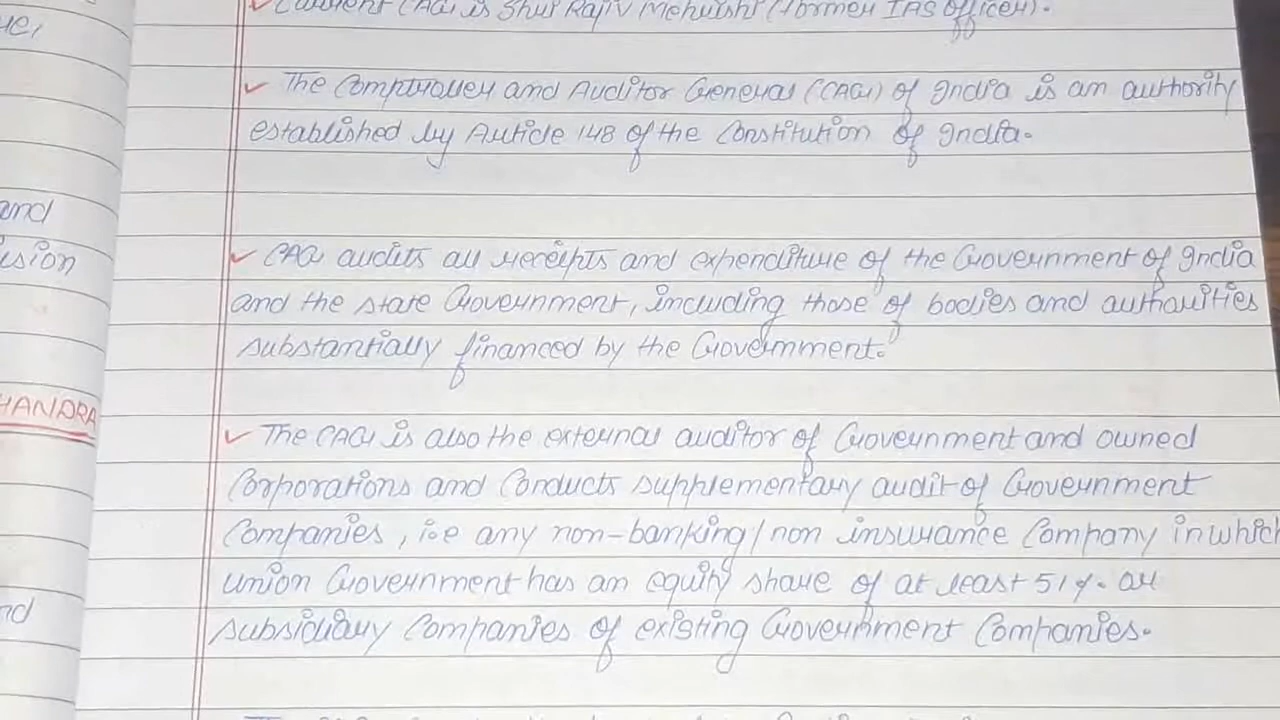 ue,
and
ision
HANDRA
nd
✓ Current CAG is Shri Rajiv Mehrishi (former IAS officer).
✓ The Comptroller and Auditor General (CAG) of India is an authority
established by Article 148 of the Constitution of India.
✓ CAG audits all receipts and expenditure of the Government of India
and the state Government, including those of bodies and authorities
substantially financed by the Government.
✓ The CAG is also the external auditor of Government and owned
Corporations and Conducts supplementary audit of Government
Companies, i.e any non-banking/non insurance Company in which
union Government has an equity share of at least 51% or
subsidiary Companies of existing Government Companies.